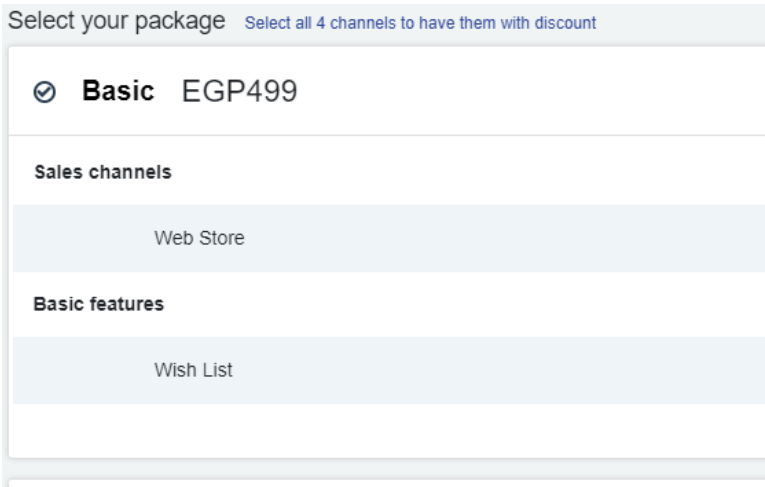 Select your package Select all 4 channels to have them with discount
Basic EGP499
Sales channels
Web Store
Basic features
Wish List